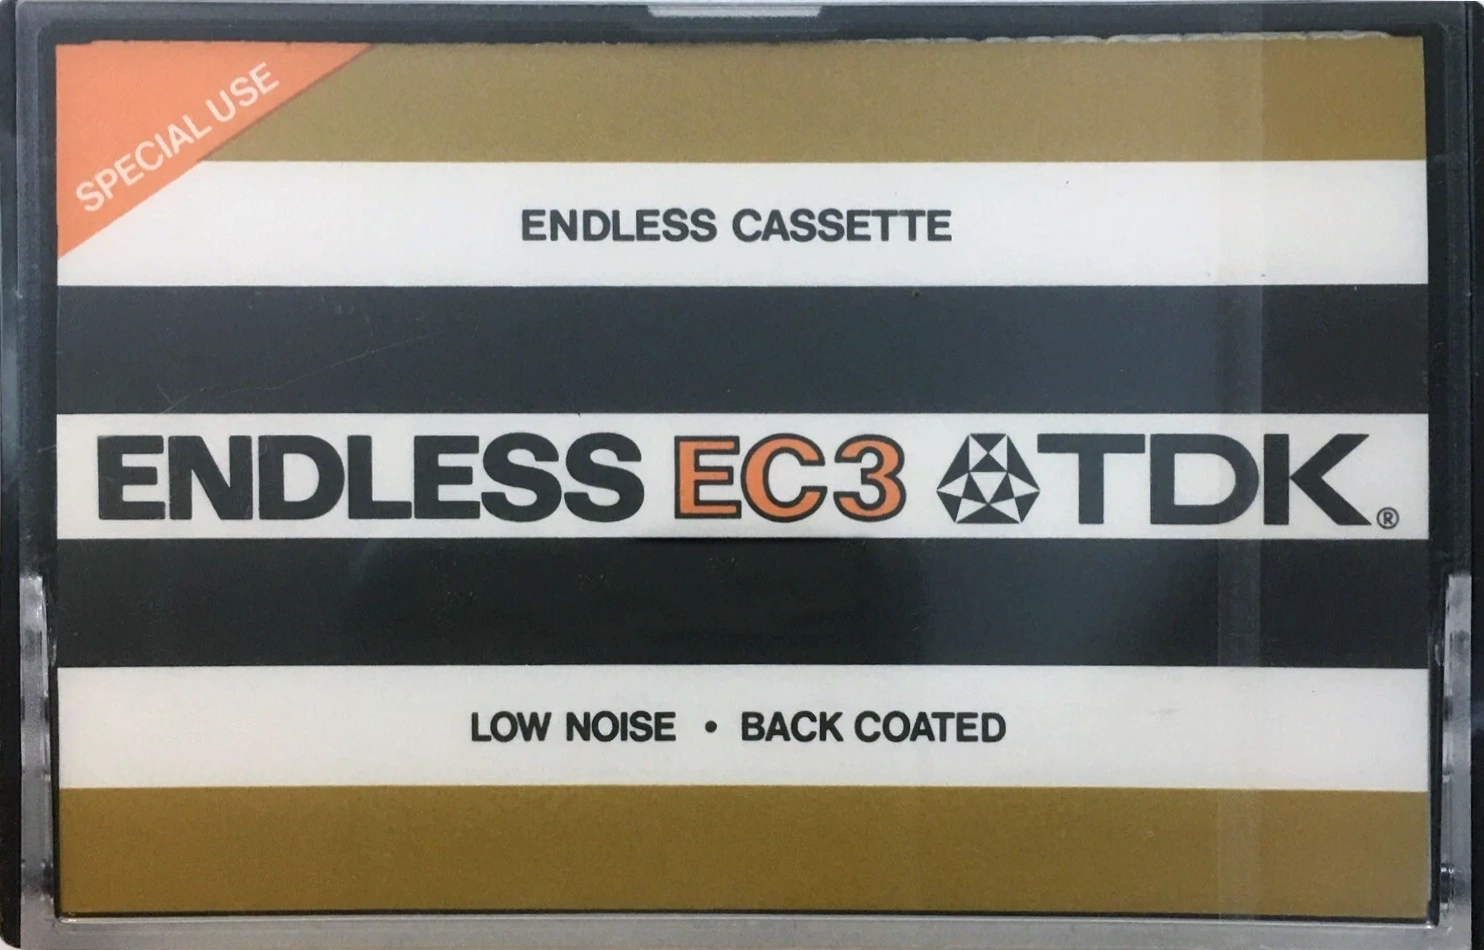 SPECIAL USE
ENDLESS CASSETTE
ENDLESS EC3 TDK®
LOW NOISE • BACK COATED